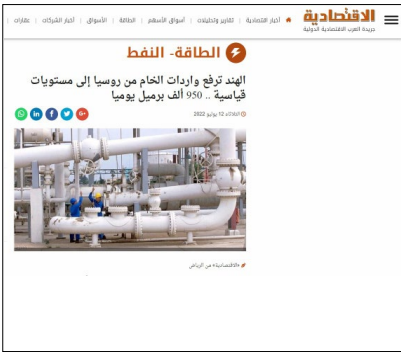 الاقتصادية
جريدة العرب الاقتصادية الدولية
أخبار اقتصادية | تقارير وتحليلات | أسواق الأسهم | الطاقة | الأسواق | أخبار الشركات | عقارات
الطاقة- النفط
الهند ترفع واردات الخام من روسيا إلى مستويات
قياسية .. 950 ألف برميل يوميا
الثلاثاء 12 يوليو 2022
«الاقتصادية» من الرياض